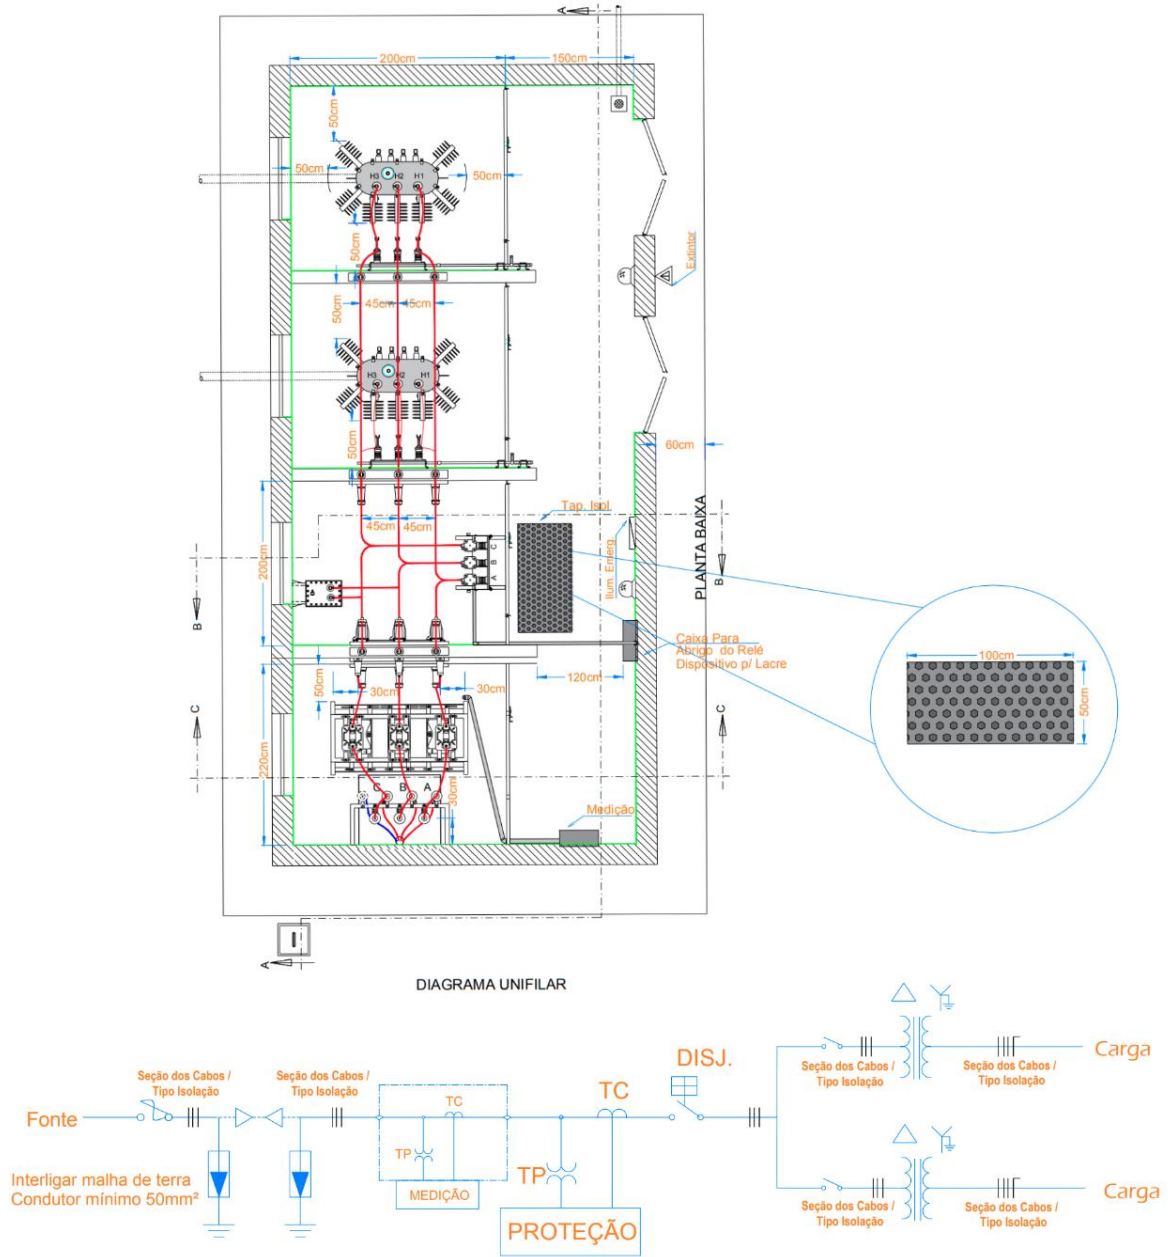 A
200cm
150cm
50cm
50cm
50cm
H3
H2
H1
50cm
Extintor
50cm
45cm
45cm
H3
H2
H1
50cm
60cm
PLANTA BAIXA
Tap. Isol.
45cm
45cm
C
B
A
Ilum. Emerg.
200cm
B
B
Caixa Para
Abrigo do Relé
Dispositivo p/ Lacre
120cm
100cm
50cm
50cm
30cm
30cm
C
C
220cm
C
B
A
30cm
Medição
A
DIAGRAMA UNIFILAR
Fonte
Seção dos Cabos /
Tipo Isolação
Seção dos Cabos /
Tipo Isolação
TC
TP
MEDIÇÃO
Interligar malha de terra
Condutor mínimo 50mm²
TC
TP
PROTEÇÃO
DISJ.
Seção dos Cabos /
Tipo Isolação
Seção dos Cabos /
Tipo Isolação
Carga
Seção dos Cabos /
Tipo Isolação
Seção dos Cabos /
Tipo Isolação
Carga